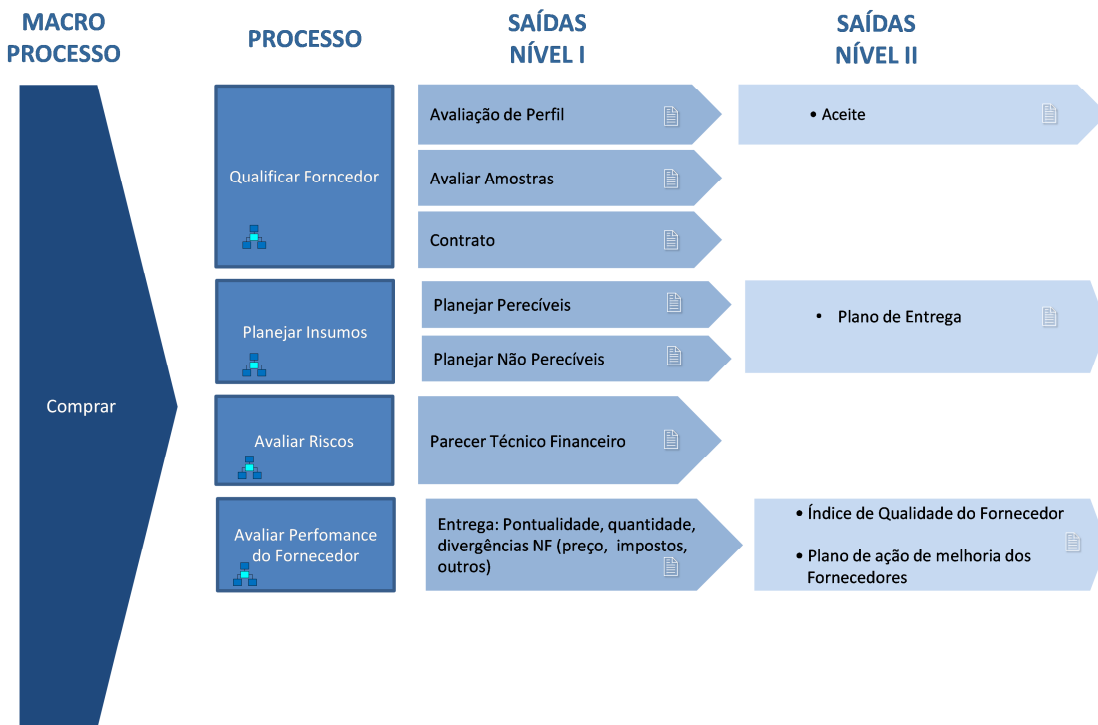 MACRO
PROCESSO
PROCESSO
SAÍDAS
NÍVEL I
SAÍDAS
NÍVEL II
Comprar
Qualificar Forncedor
Avaliação de Perfil
• Aceite
Avaliar Amostras
Contrato
Planejar Insumos
Planejar Perecíveis
• Plano de Entrega
Planejar Não Perecíveis
Avaliar Riscos
Parecer Técnico Financeiro
Avaliar Perfomance
do Fornecedor
Entrega: Pontualidade, quantidade,
divergências NF (preço, impostos,
outros)
• Índice de Qualidade do Fornecedor
• Plano de ação de melhoria dos
Fornecedores